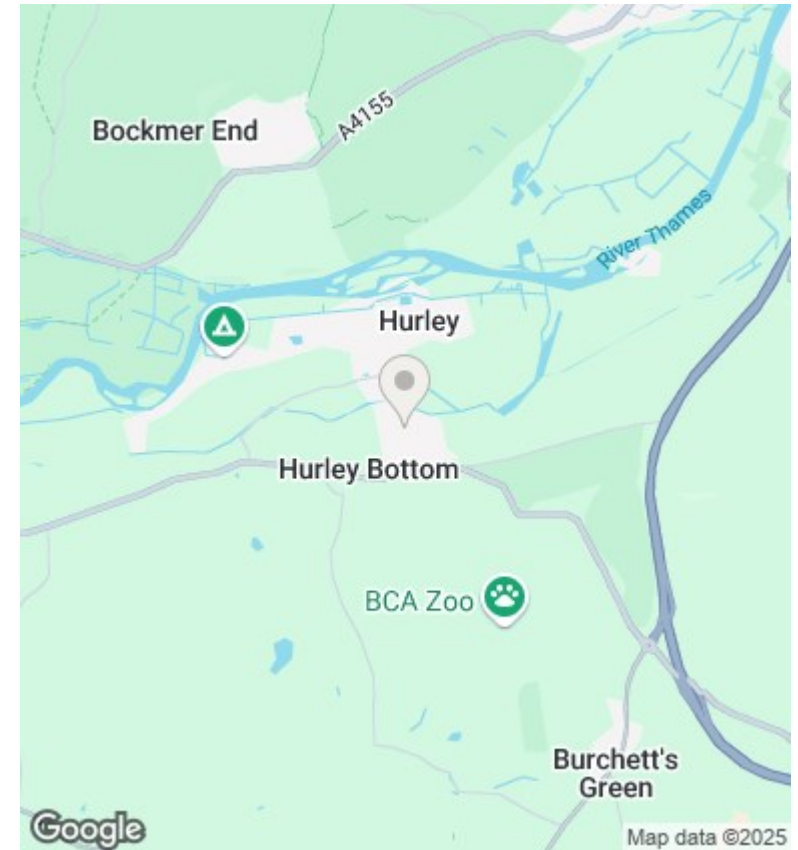 Bockmer End
A4155
River Thames
Hurley
Hurley Bottom
BCA Zoo
Burchett's
Green
Google
Map data ©2025